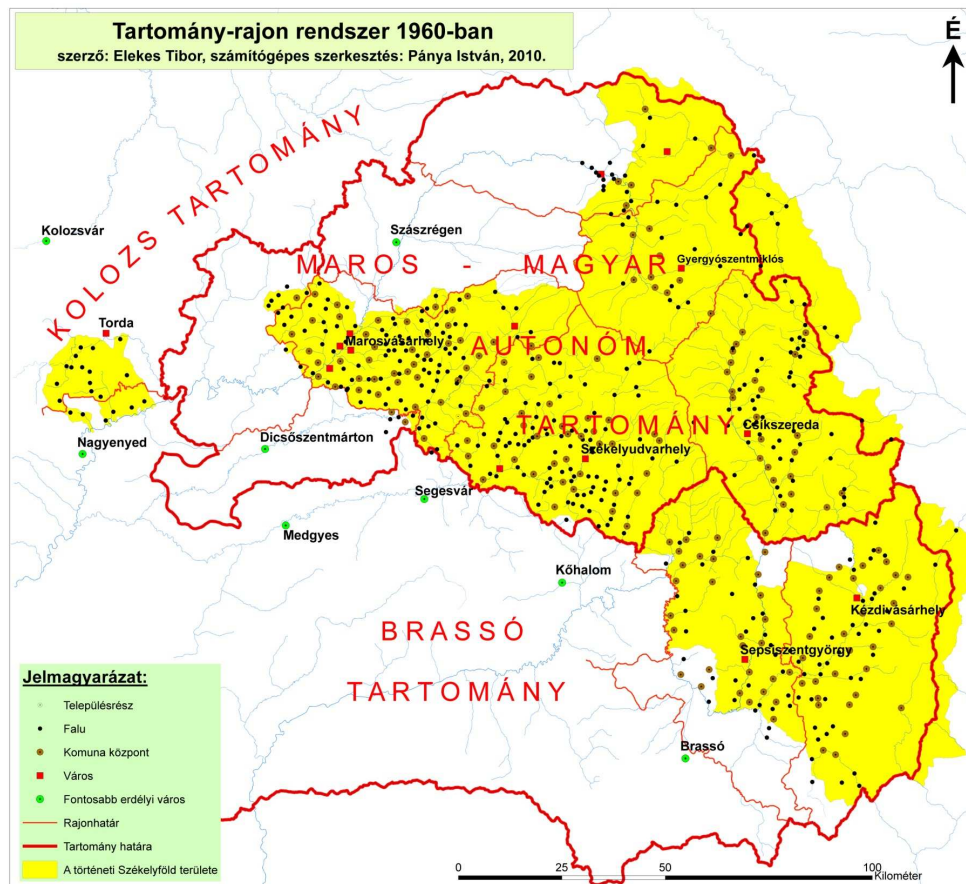 Tartomány-rajon rendszer 1960-ban
szerző: Elekes Tibor, számítógépes szerkesztés: Pánya István, 2010.
É
KOLOZS TARTOMÁNY
Kolozsvár
Szászrégen
MAROS - MAGYAR
Gyergyószentmiklós
Torda
Marosvásárhely
AUTONÓM
TARTOMÁNY
Csíkszereda
Nagyenyed
Dicsőszentmárton
Székelyudvarhely
Segesvár
Medgyes
Kőhalom
Kézdivásárhely
BRASSÓ
TARTOMÁNY
Sepsiszentgyörgy
Brassó
Jelmagyarázat:
Településrész
Falu
Komuna központ
Város
Fontosabb erdélyi város
Rajonhatár
Tartomány határa
A történeti Székelyföld területe
0 25 50 100
Kilométer